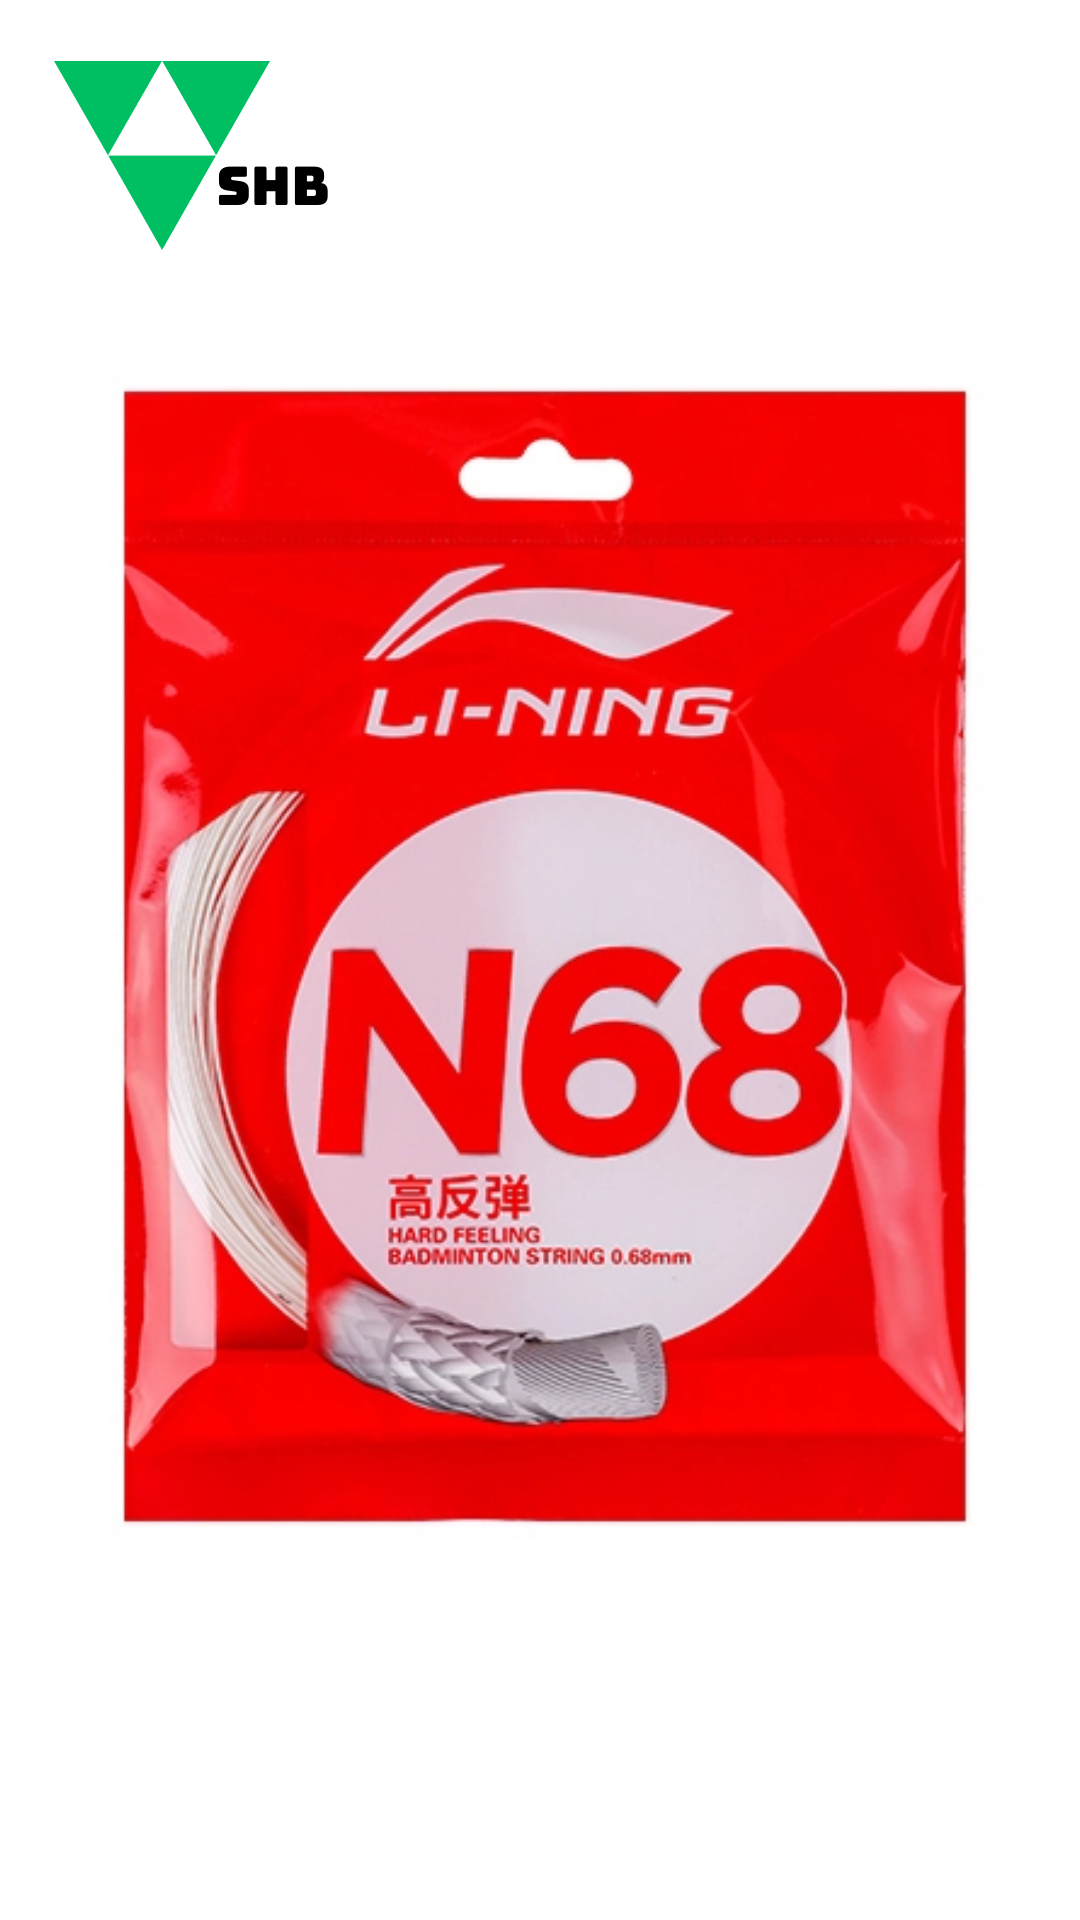 SHB
LI-NING
N68
高反弹
HARD FEELING
BADMINTON STRING 0.68mm